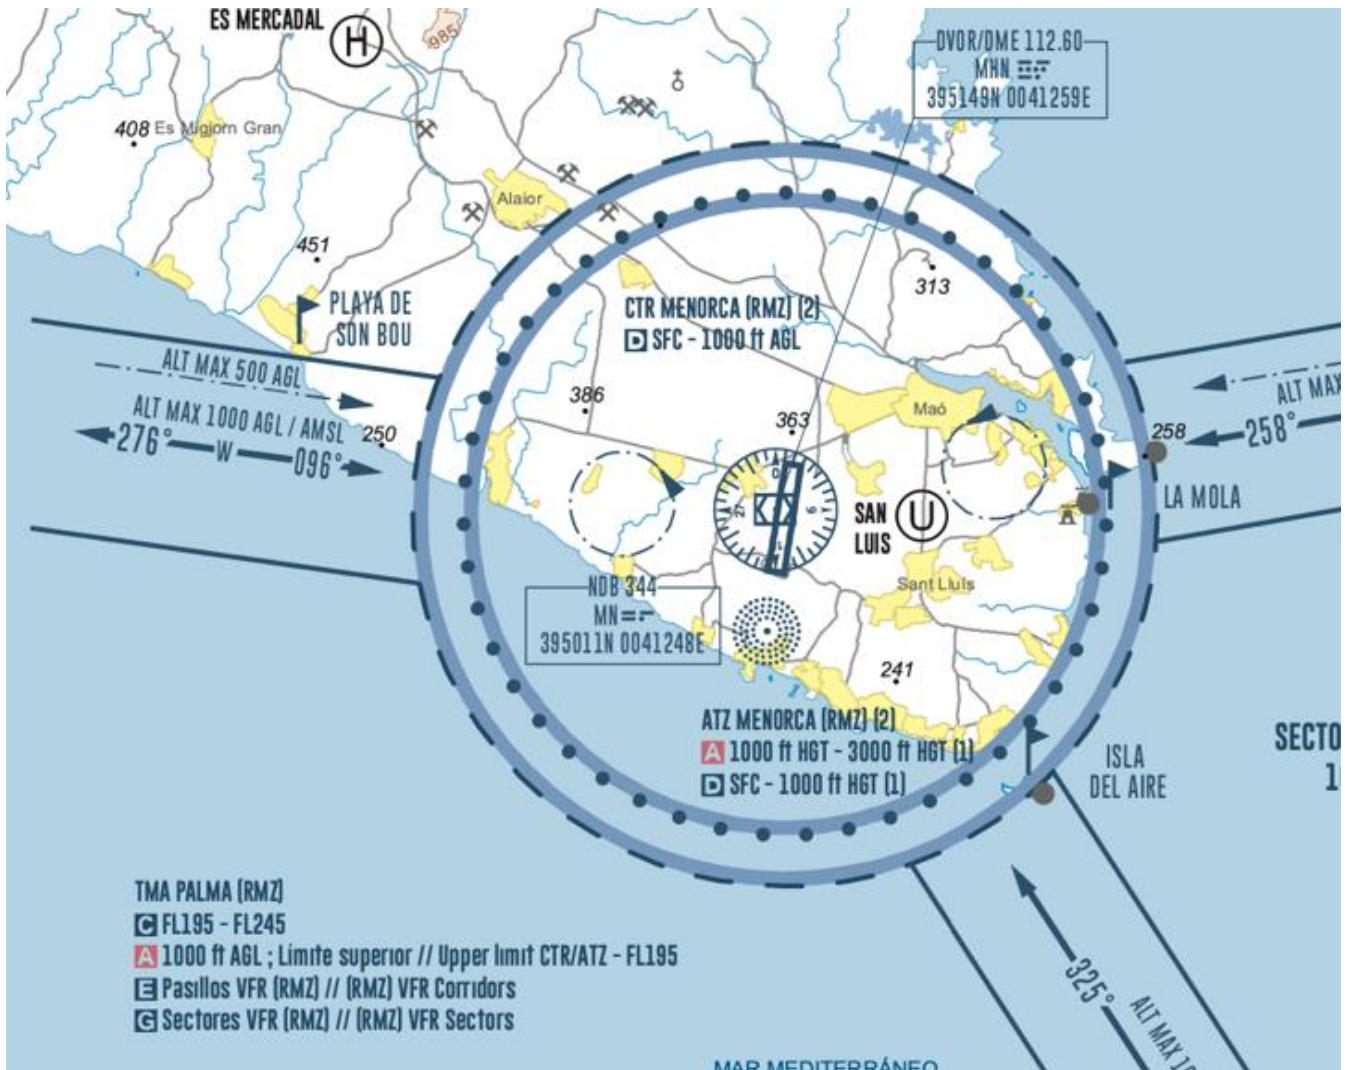 ES MERCADAL
H
985
DVOR/DME 112.60
MHN
395149N 0041259E
408
Es Migjorn Gran
Alaior
451
313
PLAYA DE
SON BOU
CTR MENORCA (RMZ) (2)
D SFC - 1000 ft AGL
ALT MAX 500 AGL
ALT MAX
386
Maó
ALT MAX 1000 AGL / AMSL
276° W 096°
250
363
258
258°
LA MOLA
SAN
LUIS
U
NDB 344
MN
395011N 0041248E
Sant Lluís
241
ATZ MENORCA (RMZ) (2)
A 1000 ft HGT - 3000 ft HGT (1)
D SFC - 1000 ft HGT (1)
ISLA
DEL AIRE
SECTO
1
TMA PALMA (RMZ)
C FL195 - FL245
A 1000 ft AGL ; Límite superior // Upper limit CTR/ATZ - FL195
E Pasillos VFR (RMZ) // (RMZ) VFR Corridors
G Sectores VFR (RMZ) // (RMZ) VFR Sectors
325°
ALT MAX 10
MAR MEDITERRÁNEO